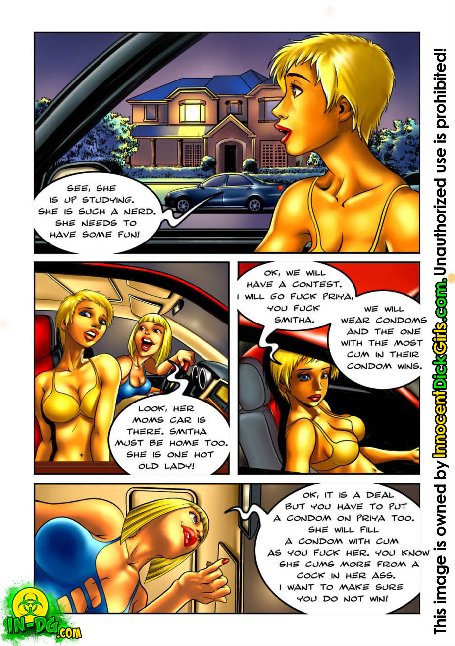 SEE, SHE
IS UP STUDYING.
SHE IS SUCH A NERD.
SHE NEEDS TO
HAVE SOME FUN!
LOOK, HER
MOMS CAR IS
THERE. SMITHA
MUST BE HOME TOO.
SHE IS ONE HOT
OLD LADY!
OK, WE WILL
HAVE A CONTEST.
I WILL GO FUCK PRIYA,
YOU FUCK
SMITHA.
WE WILL
WEAR CONDOMS
AND THE ONE
WITH THE MOST
CUM IN THEIR
CONDOM WINS.
OK, IT IS A DEAL
BUT YOU HAVE TO PUT
A CONDOM ON PRIYA TOO.
SHE WILL FILL
A CONDOM WITH CUM
AS YOU FUCK HER. YOU KNOW
SHE CUMS MORE FROM A
COCK IN HER ASS.
I WANT TO MAKE SURE
YOU DO NOT WIN!
IN-DG.com
This image is owned by InnocentDickGirls.com. Unauthorized use is prohibited!